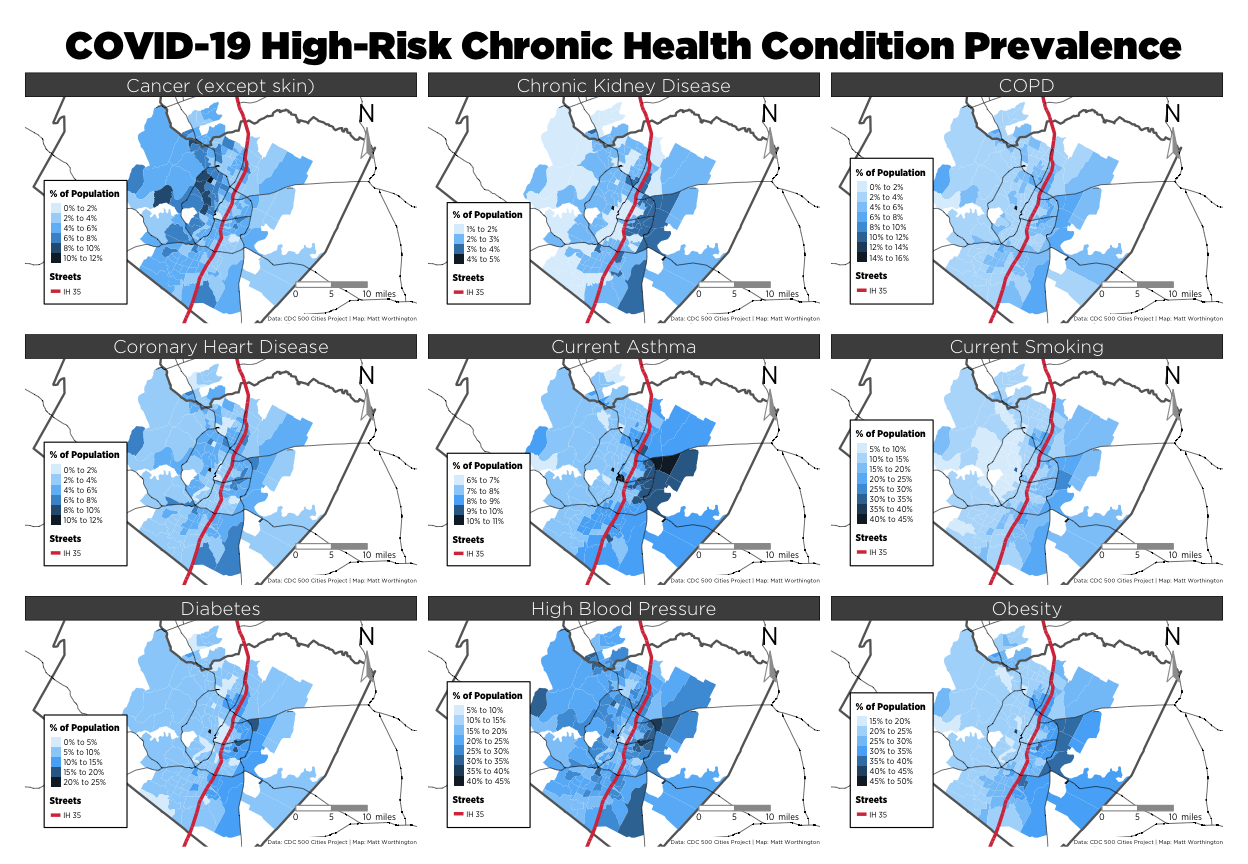 COVID-19 High-Risk Chronic Health Condition Prevalence
Cancer (except skin)
N
% of Population
0% to 2%
2% to 4%
4% to 6%
6% to 8%
8% to 10%
10% to 12%
Streets
IH 35
0 5 10 miles
Data: CDC 500 Cities Project | Map: Matt Worthington
Chronic Kidney Disease
N
% of Population
1% to 2%
2% to 3%
3% to 4%
4% to 5%
Streets
IH 35
0 5 10 miles
Data: CDC 500 Cities Project | Map: Matt Worthington
COPD
N
% of Population
0% to 2%
2% to 4%
4% to 6%
6% to 8%
8% to 10%
10% to 12%
12% to 14%
14% to 16%
Streets
IH 35
0 5 10 miles
Data: CDC 500 Cities Project | Map: Matt Worthington
Coronary Heart Disease
N
% of Population
0% to 2%
2% to 4%
4% to 6%
6% to 8%
8% to 10%
10% to 12%
Streets
IH 35
0 5 10 miles
Data: CDC 500 Cities Project | Map: Matt Worthington
Current Asthma
N
% of Population
6% to 7%
7% to 8%
8% to 9%
9% to 10%
10% to 11%
Streets
IH 35
0 5 10 miles
Data: CDC 500 Cities Project | Map: Matt Worthington
Current Smoking
N
% of Population
5% to 10%
10% to 15%
15% to 20%
20% to 25%
25% to 30%
30% to 35%
35% to 40%
40% to 45%
Streets
IH 35
0 5 10 miles
Data: CDC 500 Cities Project | Map: Matt Worthington
Diabetes
N
% of Population
0% to 5%
5% to 10%
10% to 15%
15% to 20%
20% to 25%
Streets
IH 35
0 5 10 miles
Data: CDC 500 Cities Project | Map: Matt Worthington
High Blood Pressure
N
% of Population
5% to 10%
10% to 15%
15% to 20%
20% to 25%
25% to 30%
30% to 35%
35% to 40%
40% to 45%
Streets
IH 35
0 5 10 miles
Data: CDC 500 Cities Project | Map: Matt Worthington
Obesity
N
% of Population
15% to 20%
20% to 25%
25% to 30%
30% to 35%
35% to 40%
40% to 45%
45% to 50%
Streets
IH 35
0 5 10 miles
Data: CDC 500 Cities Project | Map: Matt Worthington